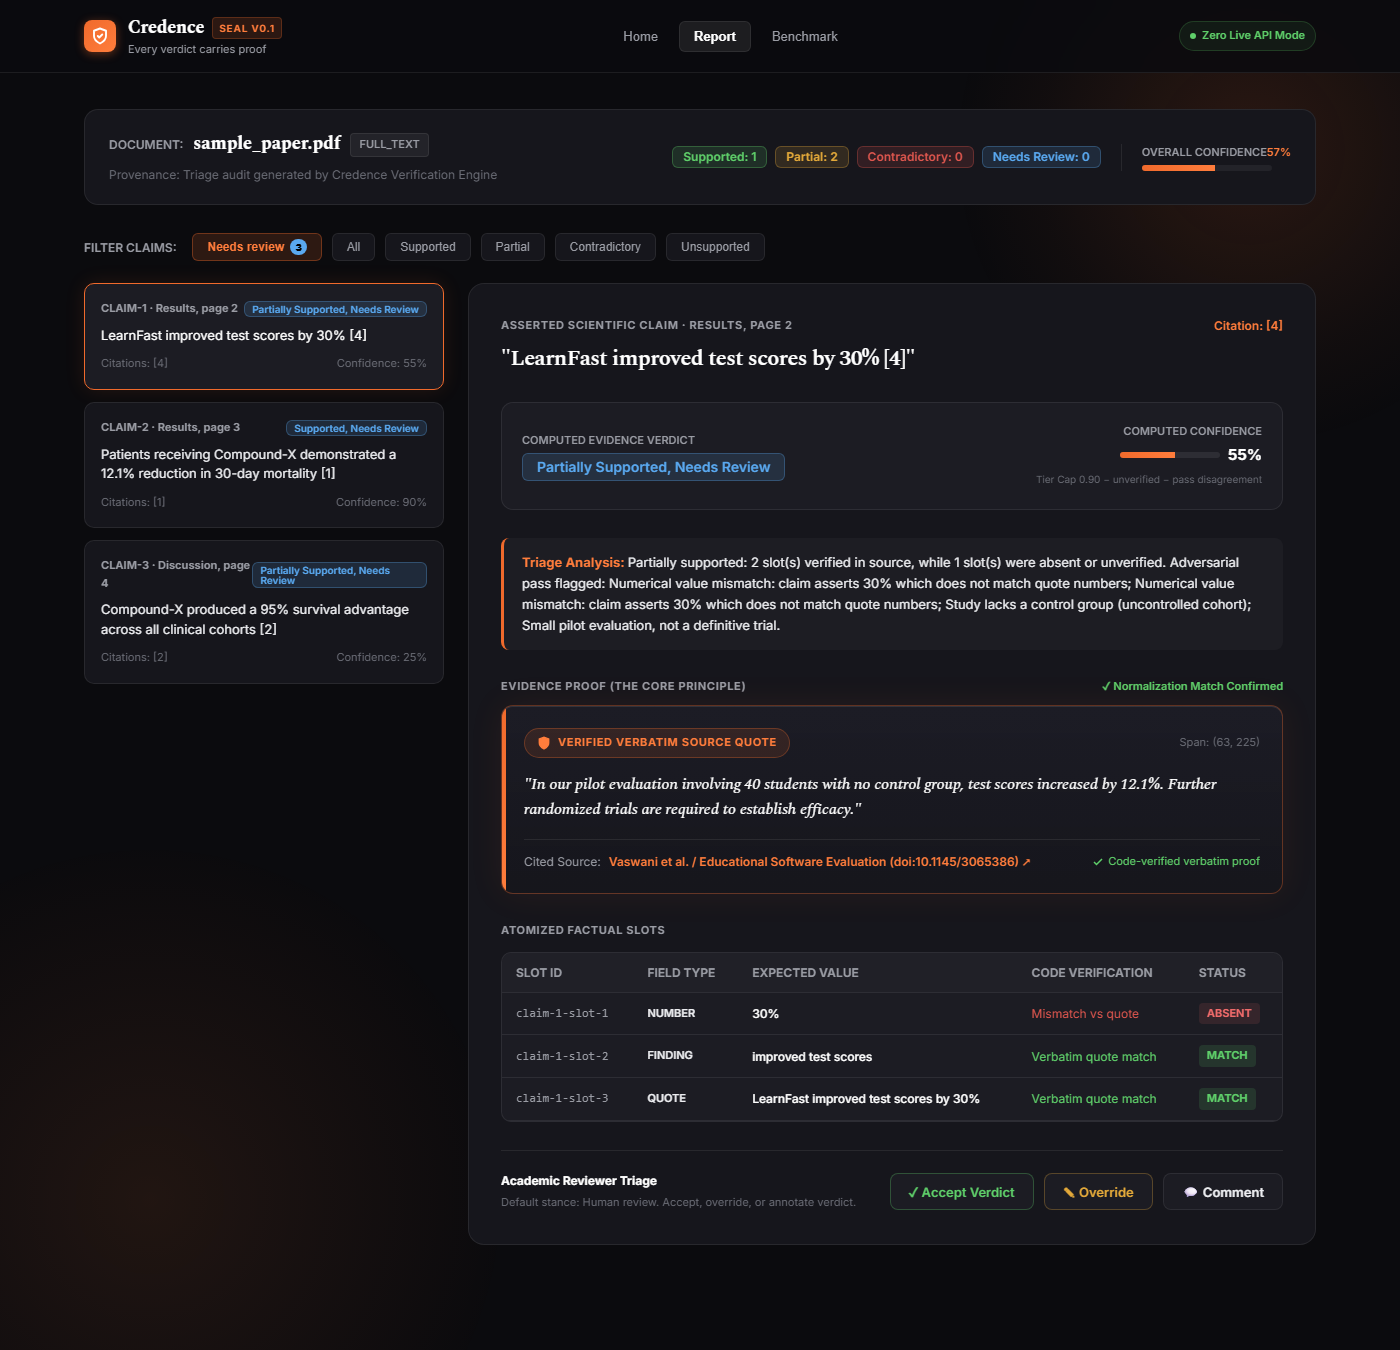 Credence SEAL V0.1
Every verdict carries proof
Home Report Benchmark
Zero Live API Mode
DOCUMENT: sample_paper.pdf FULL_TEXT
Provenance: Triage audit generated by Credence Verification Engine
Supported: 1 Partial: 2 Contradictory: 0 Needs Review: 0
OVERALL CONFIDENCE57%
FILTER CLAIMS: Needs review 3 All Supported Partial Contradictory Unsupported
CLAIM-1 · Results, page 2 Partially Supported, Needs Review
LearnFast improved test scores by 30% [4]
Citations: [4] Confidence: 55%
CLAIM-2 · Results, page 3 Supported, Needs Review
Patients receiving Compound-X demonstrated a
12.1% reduction in 30-day mortality [1]
Citations: [1] Confidence: 90%
CLAIM-3 · Discussion, page
4
Partially Supported, Needs
Review
Compound-X produced a 95% survival advantage
across all clinical cohorts [2]
Citations: [2] Confidence: 25%
ASSERTED SCIENTIFIC CLAIM · RESULTS, PAGE 2 Citation: [4]
"LearnFast improved test scores by 30% [4]"
COMPUTED EVIDENCE VERDICT
Partially Supported, Needs Review
COMPUTED CONFIDENCE
55%
Tier Cap 0.90 − unverified − pass disagreement
Triage Analysis: Partially supported: 2 slot(s) verified in source, while 1 slot(s) were absent or unverified. Adversarial
pass flagged: Numerical value mismatch: claim asserts 30% which does not match quote numbers; Numerical value
mismatch: claim asserts 30% which does not match quote numbers; Study lacks a control group (uncontrolled cohort);
Small pilot evaluation, not a definitive trial.
EVIDENCE PROOF (THE CORE PRINCIPLE) ✓ Normalization Match Confirmed
VERIFIED VERBATIM SOURCE QUOTE Span: (63, 225)
"In our pilot evaluation involving 40 students with no control group, test scores increased by 12.1%. Further
randomized trials are required to establish efficacy."
Cited Source: Vaswani et al. / Educational Software Evaluation (doi:10.1145/3065386) ↗ ✓ Code-verified verbatim proof
ATOMIZED FACTUAL SLOTS
SLOT ID FIELD TYPE EXPECTED VALUE CODE VERIFICATION STATUS
claim-1-slot-1 NUMBER 30% Mismatch vs quote ABSENT
claim-1-slot-2 FINDING improved test scores Verbatim quote match MATCH
claim-1-slot-3 QUOTE LearnFast improved test scores by 30% Verbatim quote match MATCH
Academic Reviewer Triage
Default stance: Human review. Accept, override, or annotate verdict.
✓ Accept Verdict ✏ Override 💬 Comment